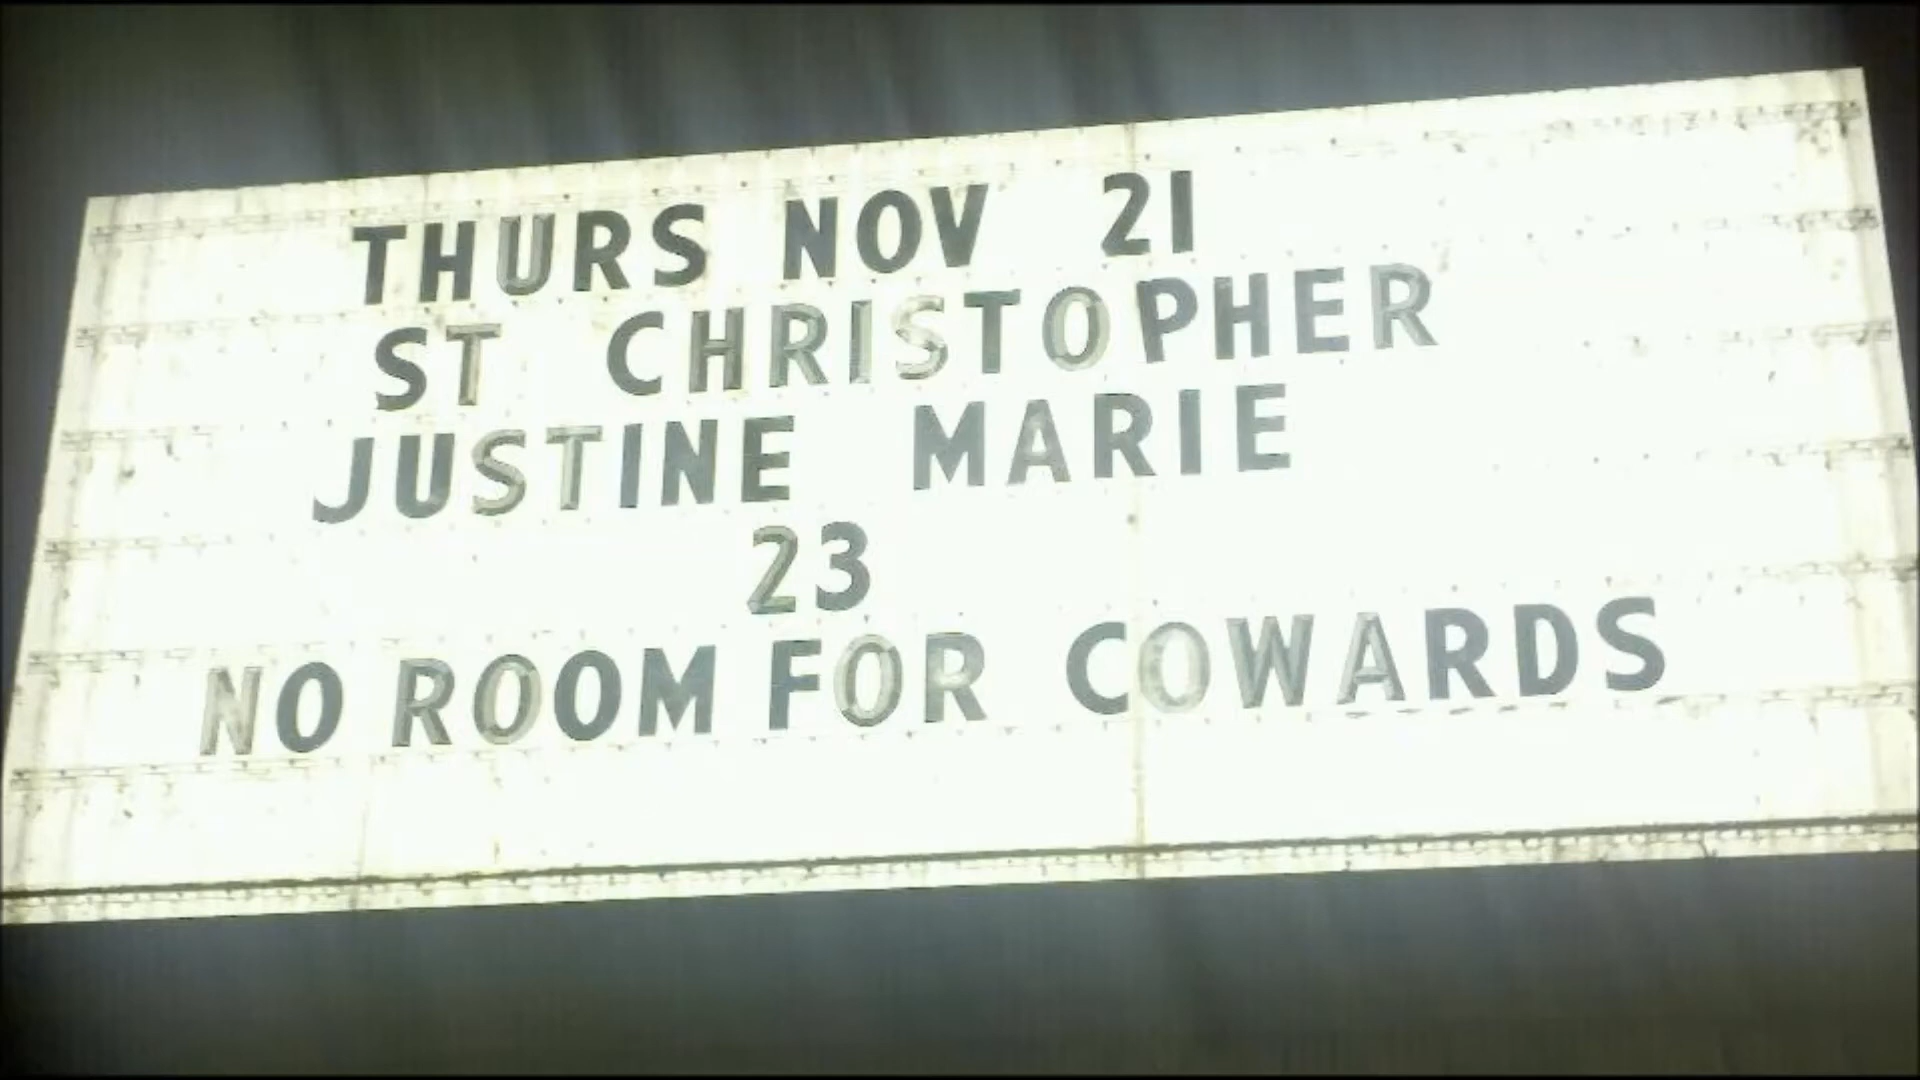 THURS NOV 21
ST CHRISTOPHER
JUSTINE MARIE
23
NO ROOM FOR COWARDS